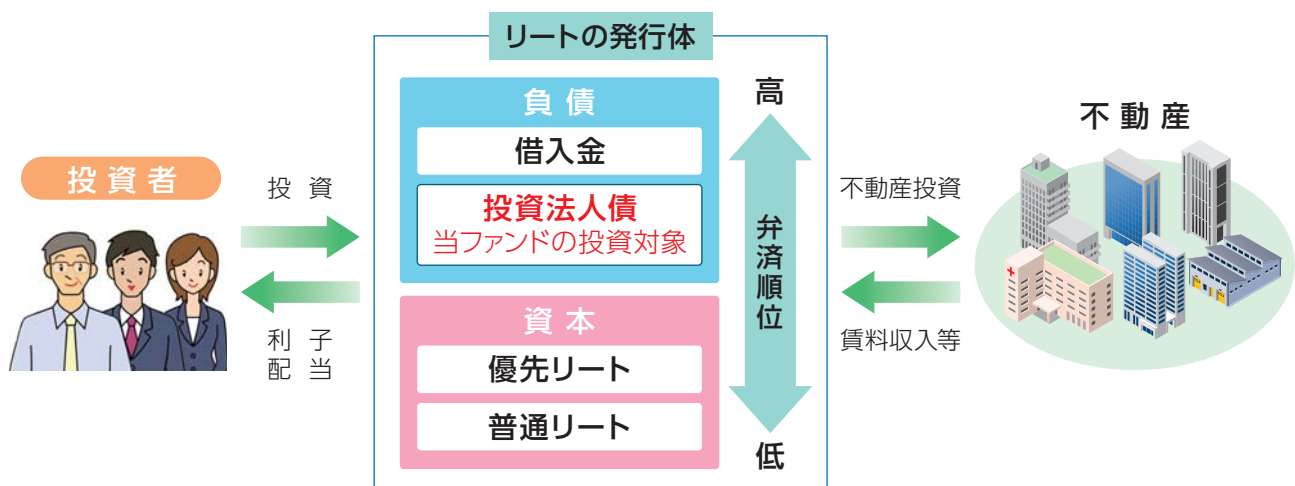 リートの発行体
投資者
投資
利子
配当
負債
借入金
投資法人債
当ファンドの投資対象
資本
優先リート
普通リート
高
弁済順位
低
不動産投資
賃料収入等
不動産